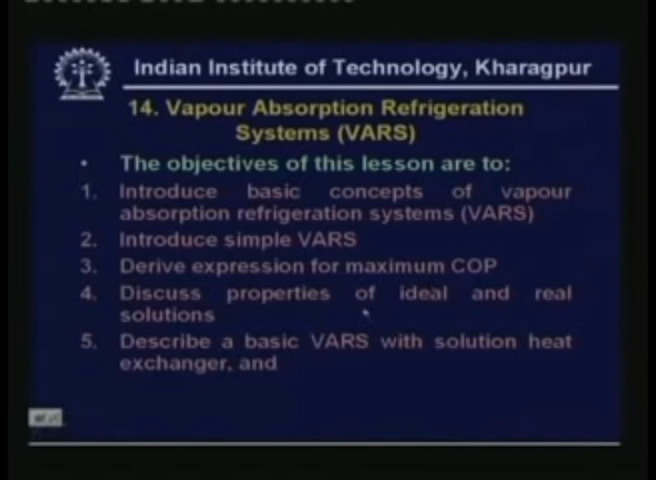 Indian Institute of Technology, Kharagpur
14. Vapour Absorption Refrigeration
Systems (VARS)
• The objectives of this lesson are to:
1. Introduce basic concepts of vapour
absorption refrigeration systems (VARS)
2. Introduce simple VARS
3. Derive expression for maximum COP
4. Discuss properties of ideal and real
solutions
5. Describe a basic VARS with solution heat
exchanger, and